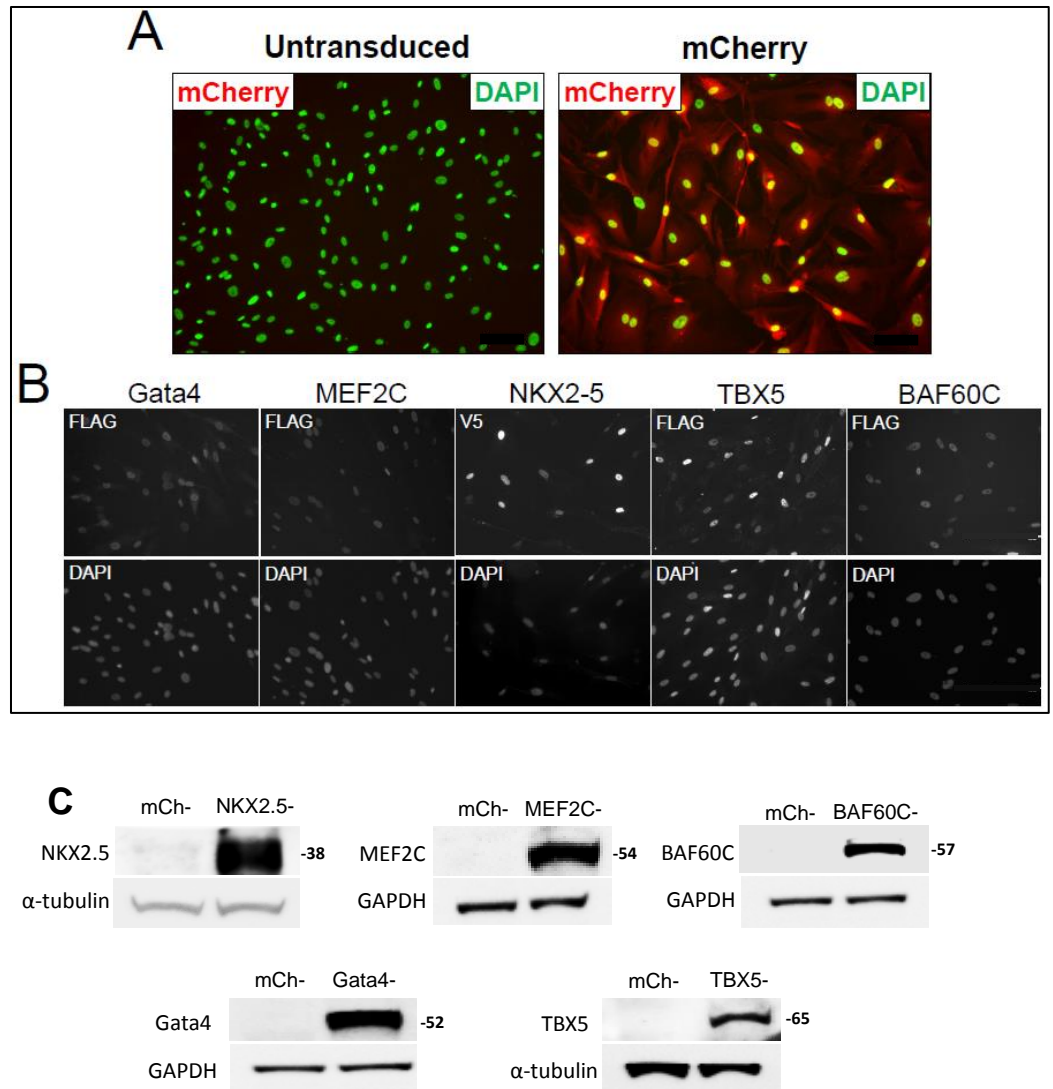 A
Untransduced mCherry
mCherry DAPI mCherry DAPI
B
Gata4 MEF2C NKX2-5 TBX5 BAF60C
FLAG FLAG V5 FLAG FLAG
DAPI DAPI DAPI DAPI DAPI
C
mCh- NKX2.5- mCh- MEF2C- mCh- BAF60C-
NKX2.5 -38 MEF2C -54 BAF60C -57
α-tubulin GAPDH GAPDH
mCh- Gata4- mCh- TBX5-
Gata4 -52 TBX5 -65
GAPDH α-tubulin